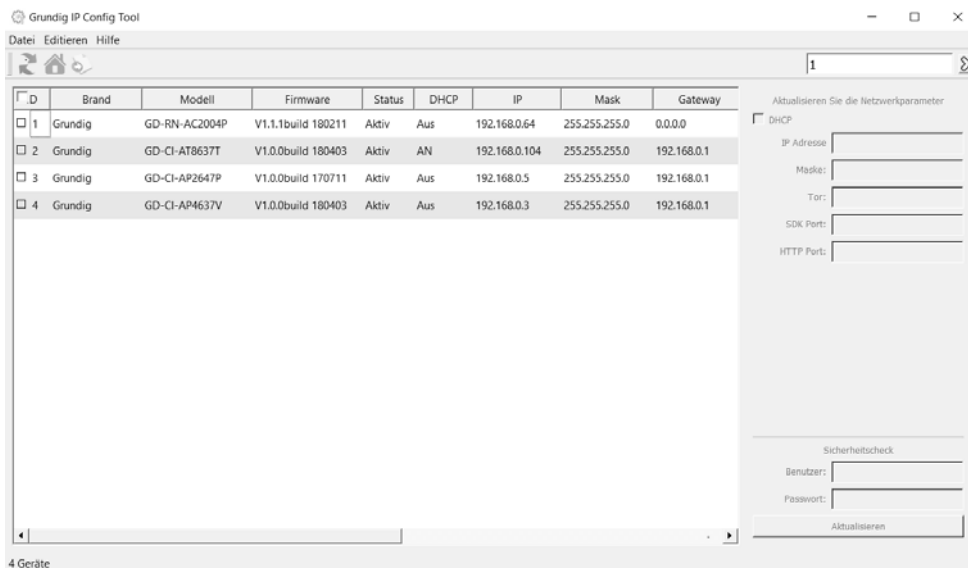 Grundig IP Config Tool
Datei Editieren Hilfe
1
D Brand Modell Firmware Status DHCP IP Mask Gateway
1 Grundig GD-RN-AC2004P V1.1.1build 180211 Aktiv Aus 192.168.0.64 255.255.255.0 0.0.0.0
2 Grundig GD-CI-AT8637T V1.0.0build 180403 Aktiv AN 192.168.0.104 255.255.255.0 192.168.0.1
3 Grundig GD-CI-AP2647P V1.0.0build 170711 Aktiv Aus 192.168.0.5 255.255.255.0 192.168.0.1
4 Grundig GD-CI-AP4637V V1.0.0build 180403 Aktiv Aus 192.168.0.3 255.255.255.0 192.168.0.1
Aktualisieren Sie die Netzwerkparameter
DHCP
IP Adresse
Maske:
Tor:
SDK Port:
HTTP Port:
Sicherheitscheck
Benutzer:
Passwort:
Aktualisieren
4 Geräte